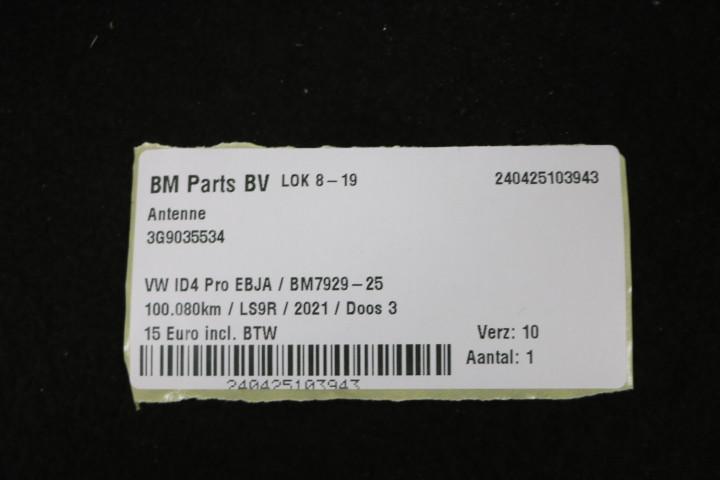 BM Parts BV LOK 8-19 240425103943
Antenne
3G9035534
VW ID4 Pro EBJA / BM7929-25
100.080km / LS9R / 2021 / Doos 3
15 Euro incl. BTW Verz: 10
Aantal: 1
240425103943